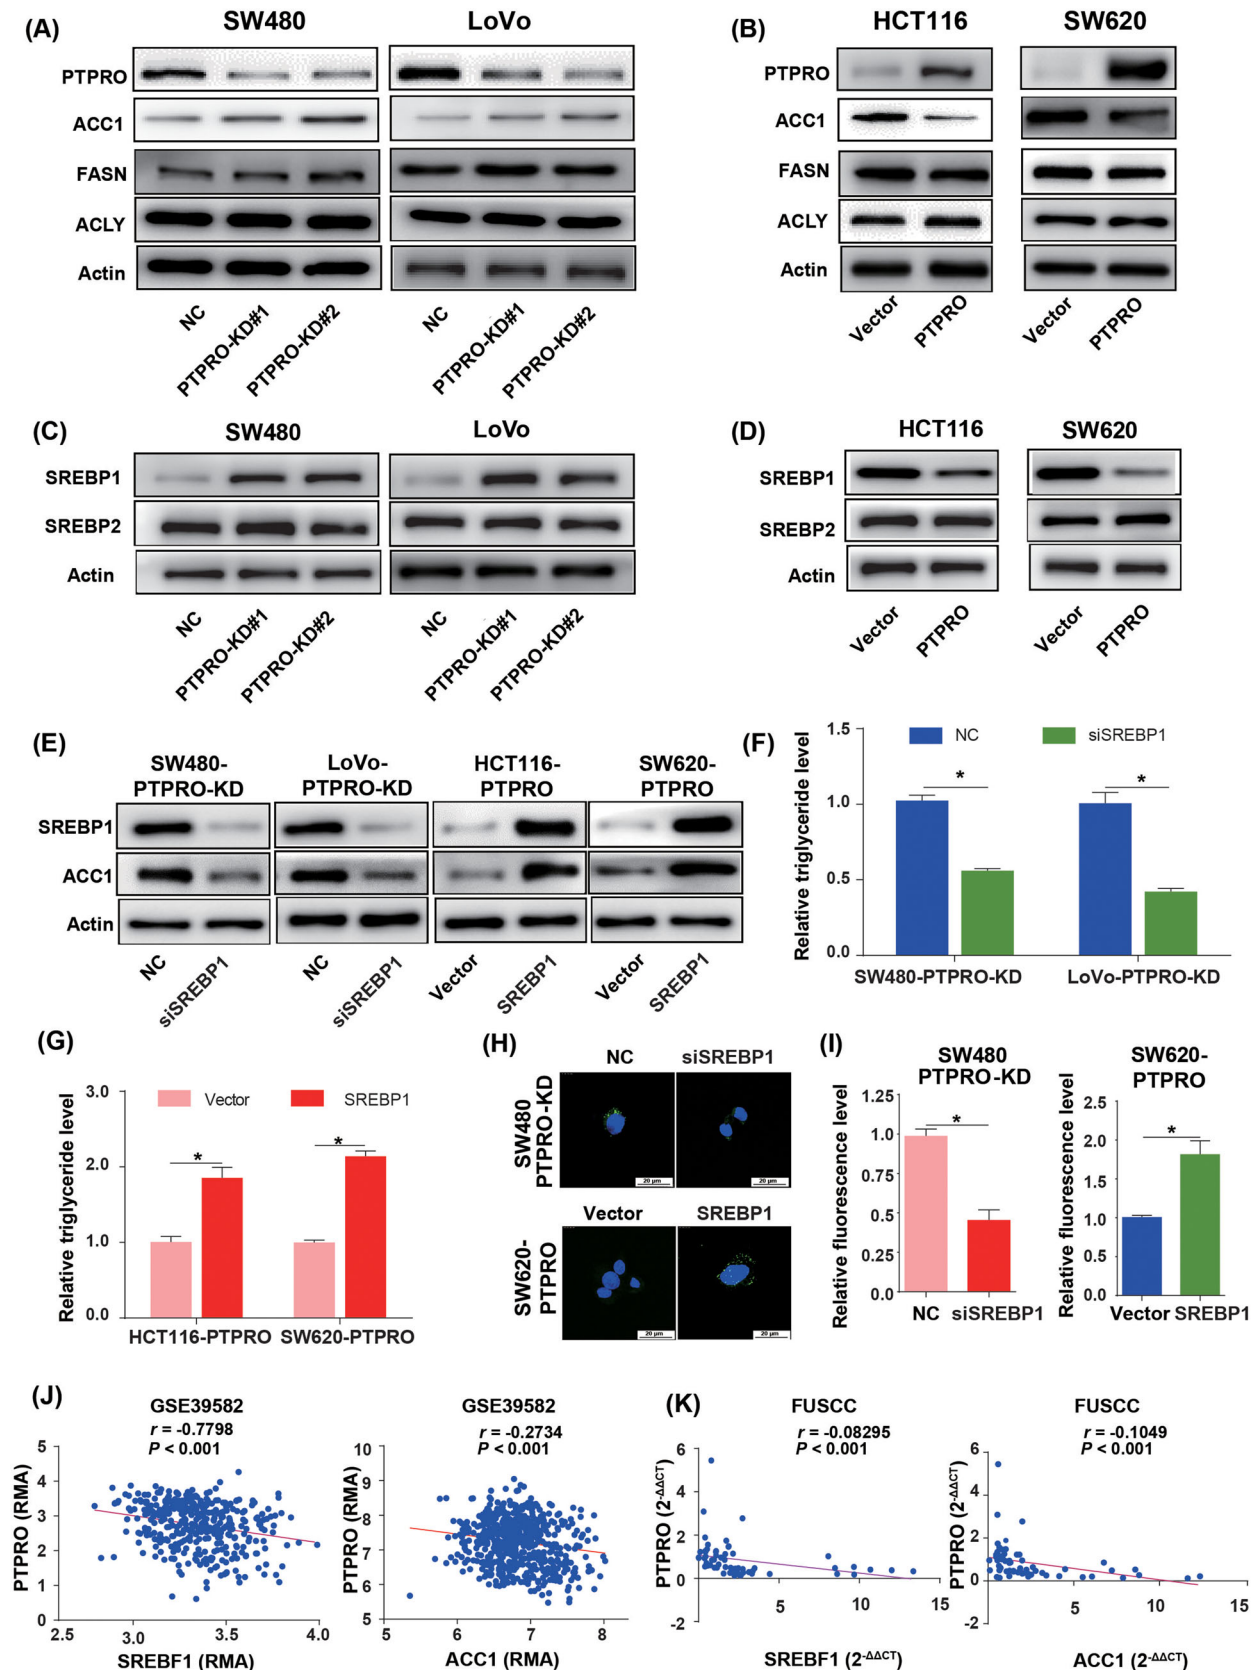 (A)
SW480
LoVo
PTPRO
ACC1
FASN
ACLY
Actin
NC
PTPRO-KD#1
PTPRO-KD#2
NC
PTPRO-KD#1
PTPRO-KD#2
(B)
HCT116
SW620
PTPRO
ACC1
FASN
ACLY
Actin
Vector
PTPRO
Vector
PTPRO
(C)
SW480
LoVo
SREBP1
SREBP2
Actin
NC
PTPRO-KD#1
PTPRO-KD#2
NC
PTPRO-KD#1
PTPRO-KD#2
(D)
HCT116
SW620
SREBP1
SREBP2
Actin
Vector
PTPRO
Vector
PTPRO
(E)
SW480-
PTPRO-KD
LoVo-
PTPRO-KD
HCT116-
PTPRO
SW620-
PTPRO
SREBP1
ACC1
Actin
NC
siSREBP1
NC
siSREBP1
Vector
SREBP1
Vector
SREBP1
(F)
Relative triglyceride level
1.5
1.0
0.5
0.0
NC
siSREBP1
*
*
SW480-PTPRO-KD
LoVo-PTPRO-KD
(G)
Relative triglyceride level
3.0
2.0
1.0
0.0
Vector
SREBP1
*
*
HCT116-PTPRO
SW620-PTPRO
(H)
NC
siSREBP1
SW480
PTPRO-KD
20 μm
20 μm
Vector
SREBP1
SW620-
PTPRO
20 μm
20 μm
(I)
SW480
PTPRO-KD
Relative fluorescence level
1.25
1.0
0.75
0.5
0.25
0.0
*
NC
siSREBP1
SW620-
PTPRO
Relative fluorescence level
2.5
2.0
1.5
1.0
0.5
0.0
*
Vector
SREBP1
(J)
GSE39582
r = -0.7798
P < 0.001
PTPRO (RMA)
5
4
3
2
1
0
2.5
3.0
3.5
4.0
SREBF1 (RMA)
GSE39582
r = -0.2734
P < 0.001
PTPRO (RMA)
10
9
8
7
6
5
5
6
7
8
ACC1 (RMA)
(K)
FUSCC
r = -0.08295
P < 0.001
PTPRO (2-ΔΔCT)
6
4
2
0
-2
5
10
15
SREBF1 (2-ΔΔCT)
FUSCC
r = -0.1049
P < 0.001
PTPRO (2-ΔΔCT)
6
4
2
0
-2
5
10
15
ACC1 (2-ΔΔCT)